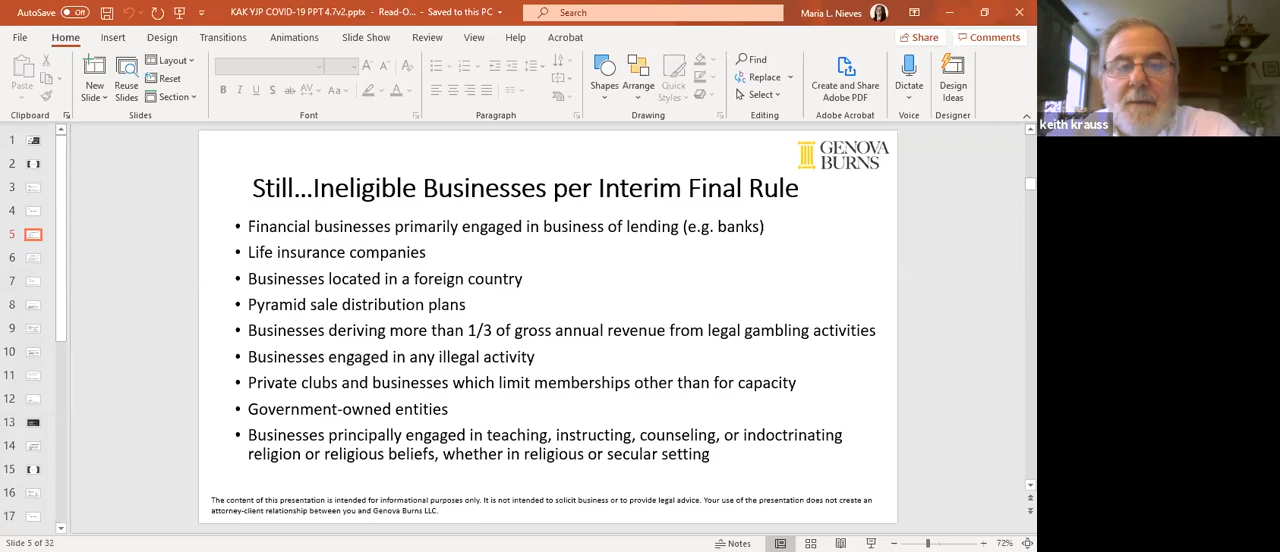 AutoSave Off KAK YJP COVID-19 PPT 4.7v2.pptx - Read-O... - Saved to this PC Search Maria L. Nieves
File Home Insert Design Transitions Animations Slide Show Review View Help Acrobat Share Comments
Paste New Slide Reuse Slides Layout Reset Section Shapes Arrange Quick Styles Find Replace Select Create and Share Adobe PDF Dictate Design Ideas
Clipboard Slides Font Paragraph Drawing Editing Adobe Acrobat Voice Designer
keith krauss
GENOVA
BURNS
Still...Ineligible Businesses per Interim Final Rule
• Financial businesses primarily engaged in business of lending (e.g. banks)
• Life insurance companies
• Businesses located in a foreign country
• Pyramid sale distribution plans
• Businesses deriving more than 1/3 of gross annual revenue from legal gambling activities
• Businesses engaged in any illegal activity
• Private clubs and businesses which limit memberships other than for capacity
• Government-owned entities
• Businesses principally engaged in teaching, instructing, counseling, or indoctrinating
religion or religious beliefs, whether in religious or secular setting
The content of this presentation is intended for informational purposes only. It is not intended to solicit business or to provide legal advice. Your use of the presentation does not create an
attorney-client relationship between you and Genova Burns LLC.
1
2
3
4
5
6
7
8
9
10
11
12
13
14
15
16
17
Slide 5 of 32 Notes 72%